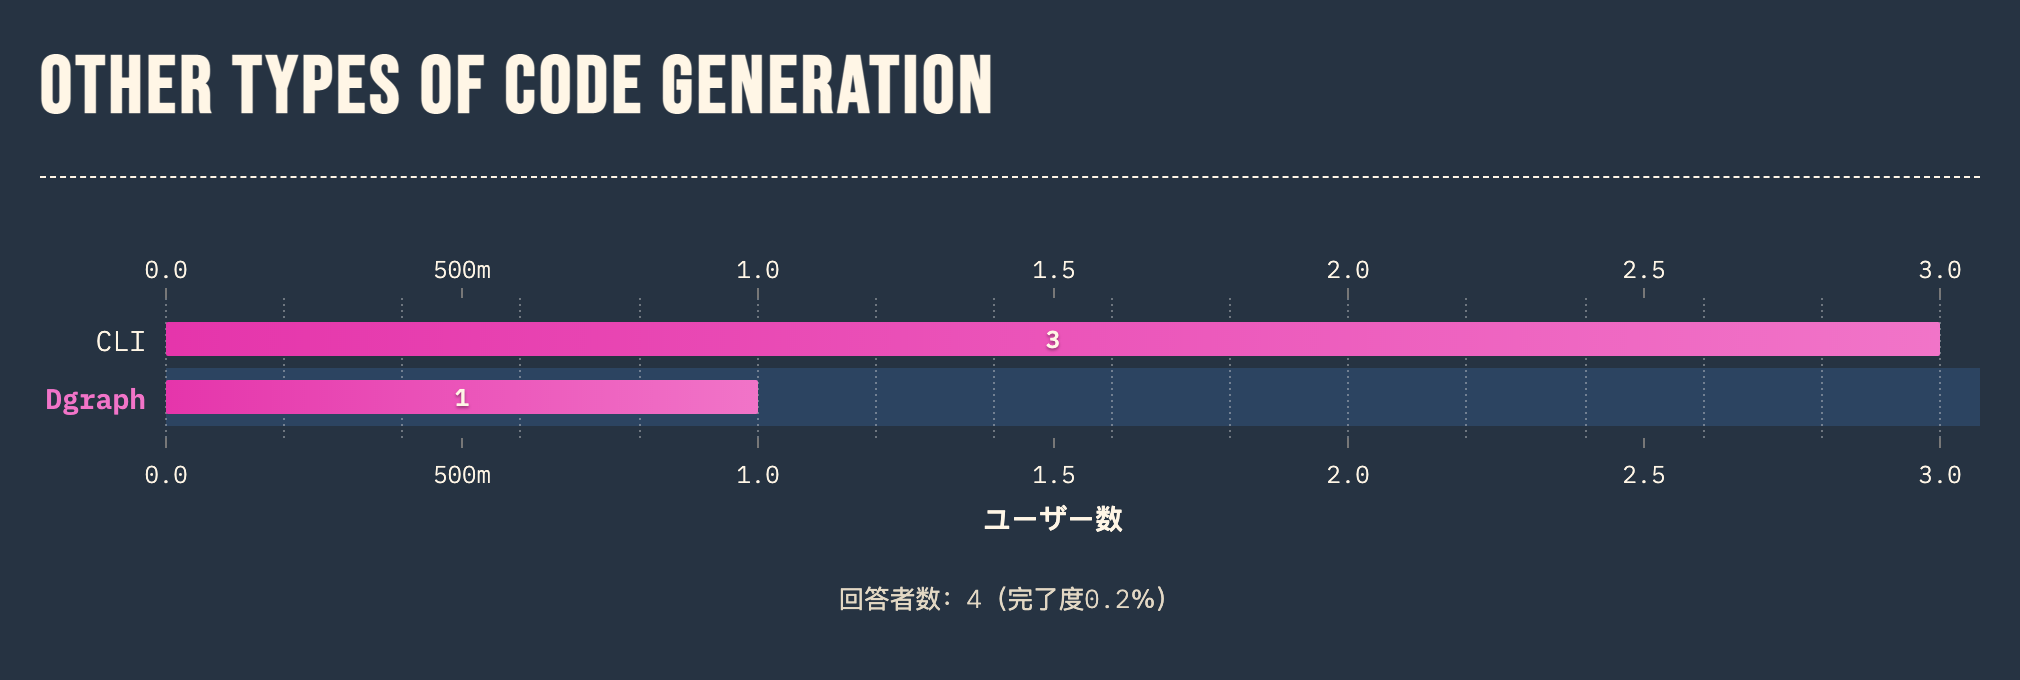 OTHER TYPES OF CODE GENERATION
0.0 500m 1.0 1.5 2.0 2.5 3.0
CLI 3
Dgraph 1
0.0 500m 1.0 1.5 2.0 2.5 3.0
ユーザー数
回答者数: 4 (完了度0.2%)